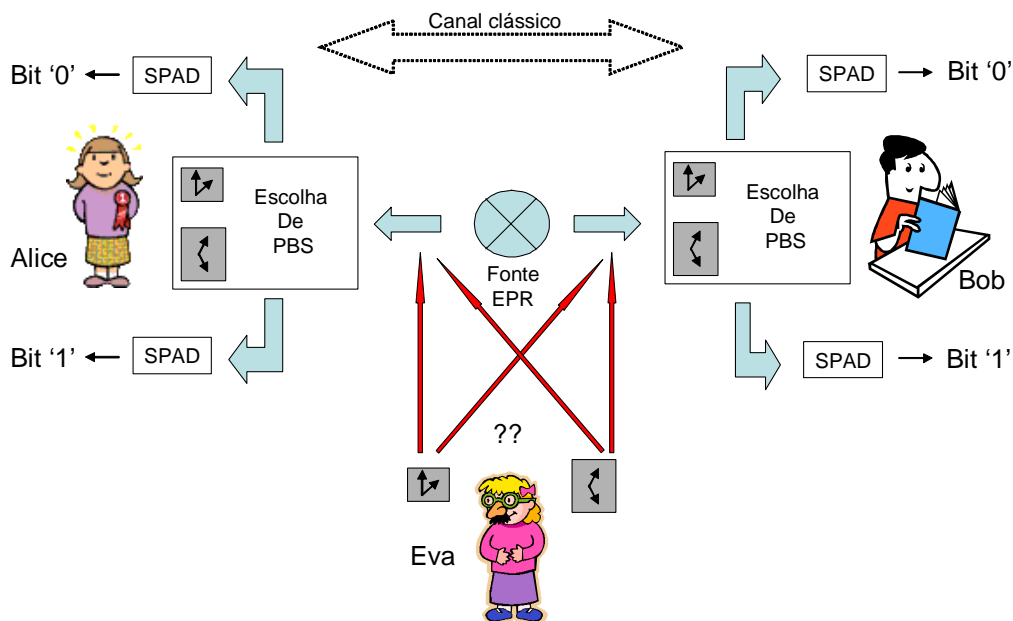 Canal clássico
Bit ‘0’
SPAD
SPAD
Bit ‘0’
Escolha
De
PBS
Escolha
De
PBS
Alice
Fonte
EPR
Bob
Bit ‘1’
SPAD
SPAD
Bit ‘1’
??
Eva